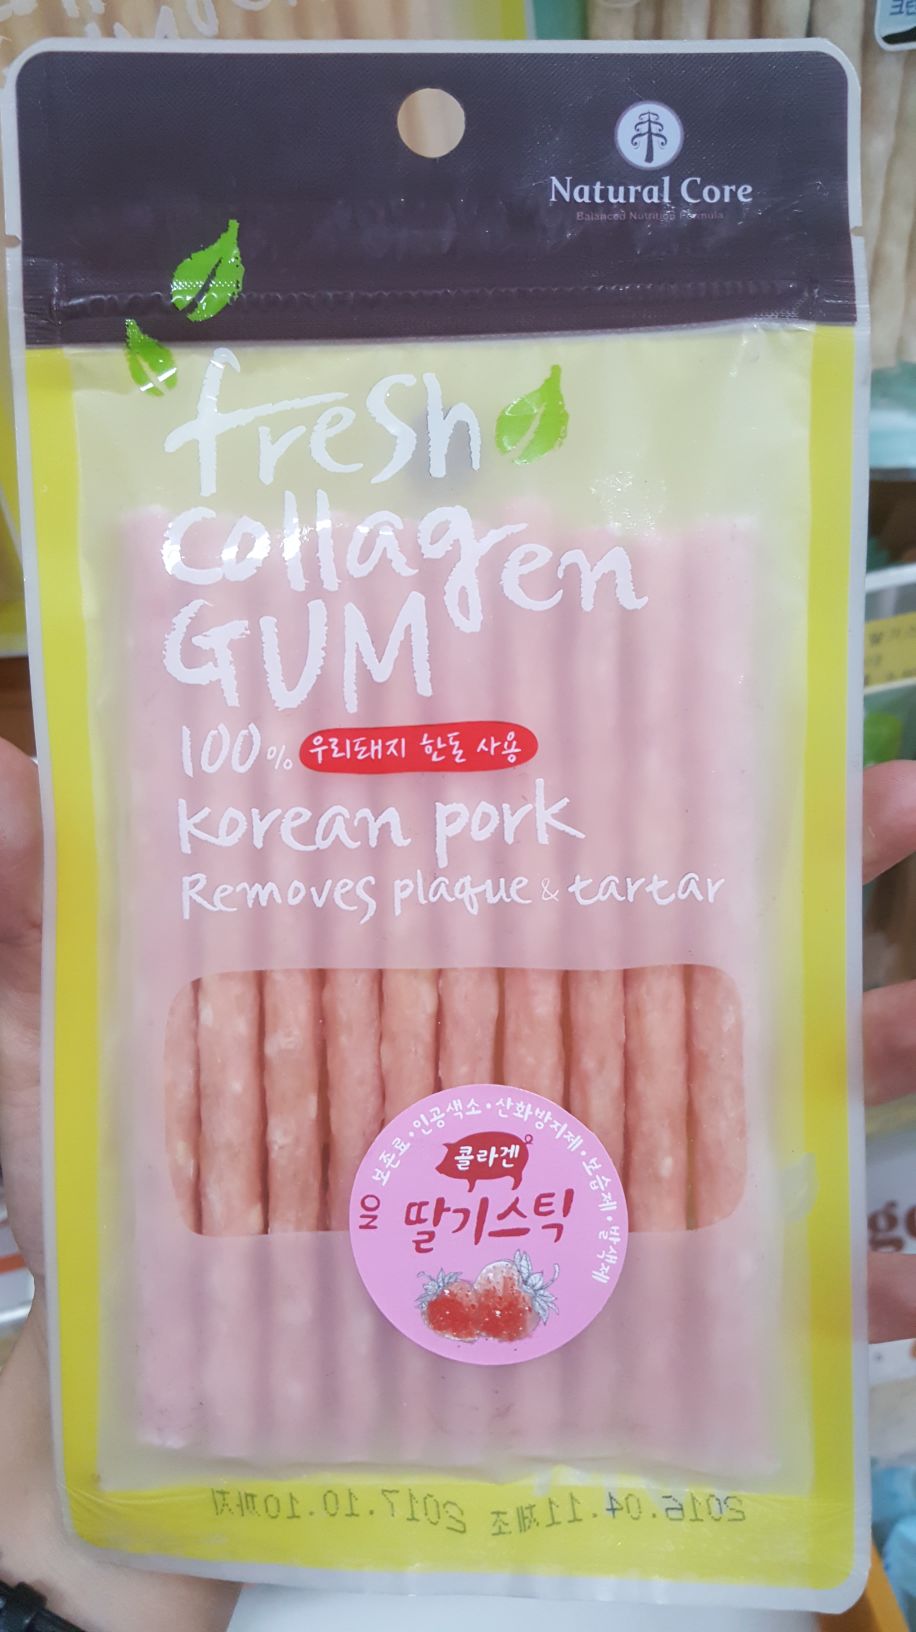 Natural Core
Balanced Nutrition Formula
fresh
collagen
GUM
100% 우리돼지 한돈 사용
korean pork
Removes plaque & tartar
NO 보존료·인공색소·산화방지제·보습제·발색제
콜라겐
딸기스틱
2016.04.11제조 2017.10.10까지